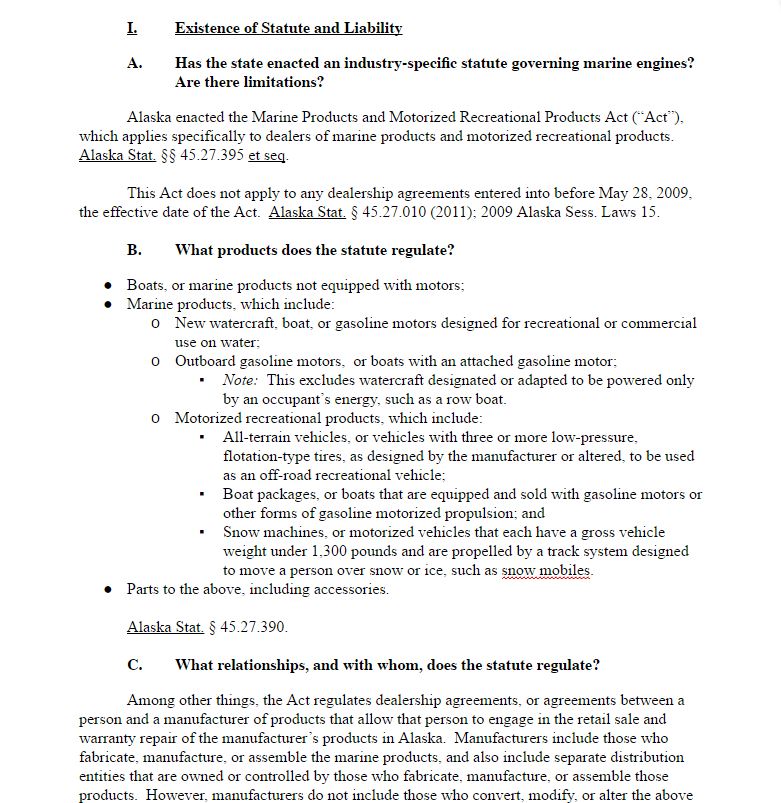 I. Existence of Statute and Liability
A. Has the state enacted an industry-specific statute governing marine engines?
Are there limitations?
Alaska enacted the Marine Products and Motorized Recreational Products Act (“Act”),
which applies specifically to dealers of marine products and motorized recreational products.
Alaska Stat. §§ 45.27.395 et seq.
This Act does not apply to any dealership agreements entered into before May 28, 2009,
the effective date of the Act. Alaska Stat. § 45.27.010 (2011); 2009 Alaska Sess. Laws 15.
B. What products does the statute regulate?
● Boats, or marine products not equipped with motors;
● Marine products, which include:
o New watercraft, boat, or gasoline motors designed for recreational or commercial
use on water;
o Outboard gasoline motors, or boats with an attached gasoline motor;
▪ Note: This excludes watercraft designated or adapted to be powered only
by an occupant’s energy, such as a row boat.
o Motorized recreational products, which include:
▪ All-terrain vehicles, or vehicles with three or more low-pressure,
flotation-type tires, as designed by the manufacturer or altered, to be used
as an off-road recreational vehicle;
▪ Boat packages, or boats that are equipped and sold with gasoline motors or
other forms of gasoline motorized propulsion; and
▪ Snow machines, or motorized vehicles that each have a gross vehicle
weight under 1,300 pounds and are propelled by a track system designed
to move a person over snow or ice, such as snow mobiles.
● Parts to the above, including accessories.
Alaska Stat. § 45.27.390.
C. What relationships, and with whom, does the statute regulate?
Among other things, the Act regulates dealership agreements, or agreements between a
person and a manufacturer of products that allow that person to engage in the retail sale and
warranty repair of the manufacturer’s products in Alaska. Manufacturers include those who
fabricate, manufacture, or assemble the marine products, and also include separate distribution
entities that are owned or controlled by those who fabricate, manufacture, or assemble those
products. However, manufacturers do not include those who convert, modify, or alter the above